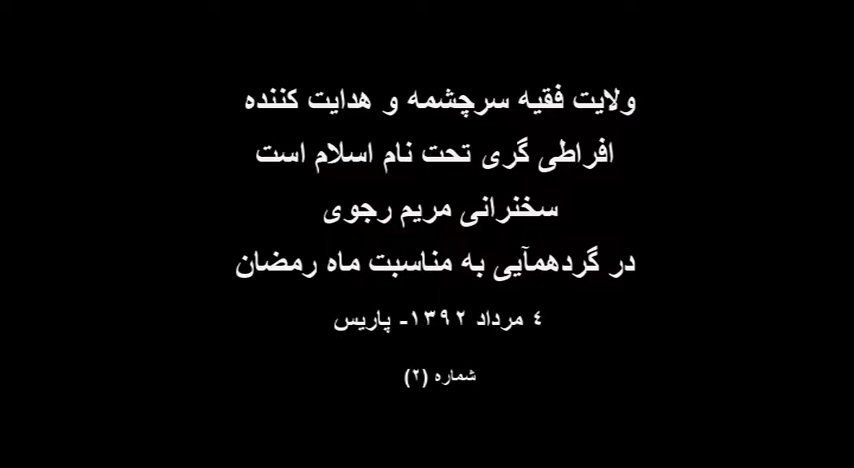 ولایت فقیه سرچشمه و هدایت کننده
افراطی گری تحت نام اسلام است
سخنرانی مریم رجوی
در گردهمآیی به مناسبت ماه رمضان
٤ مرداد ١٣٩٢- پاریس
شماره (٢)